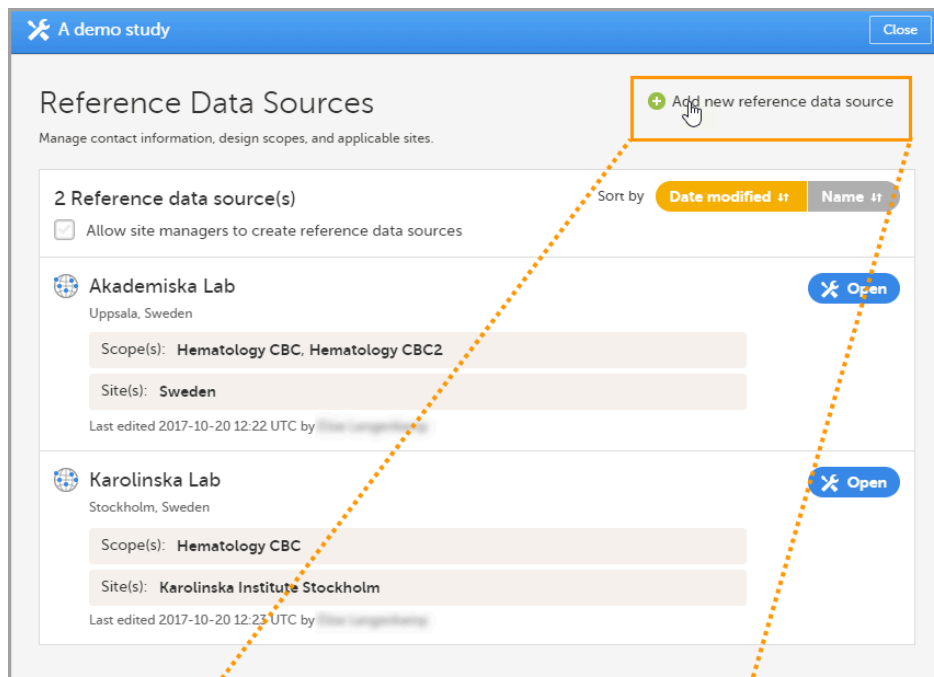 A demo study
Close
Reference Data Sources
Add new reference data source
Manage contact information, design scopes, and applicable sites.
2 Reference data source(s)
Sort by Date modified Name
Allow site managers to create reference data sources
Akademiska Lab
Open
Uppsala, Sweden
Scope(s): Hematology CBC, Hematology CBC2
Site(s): Sweden
Last edited 2017-10-20 12:22 UTC by
Karolinska Lab
Open
Stockholm, Sweden
Scope(s): Hematology CBC
Site(s): Karolinska Institute Stockholm
Last edited 2017-10-20 12:23 UTC by